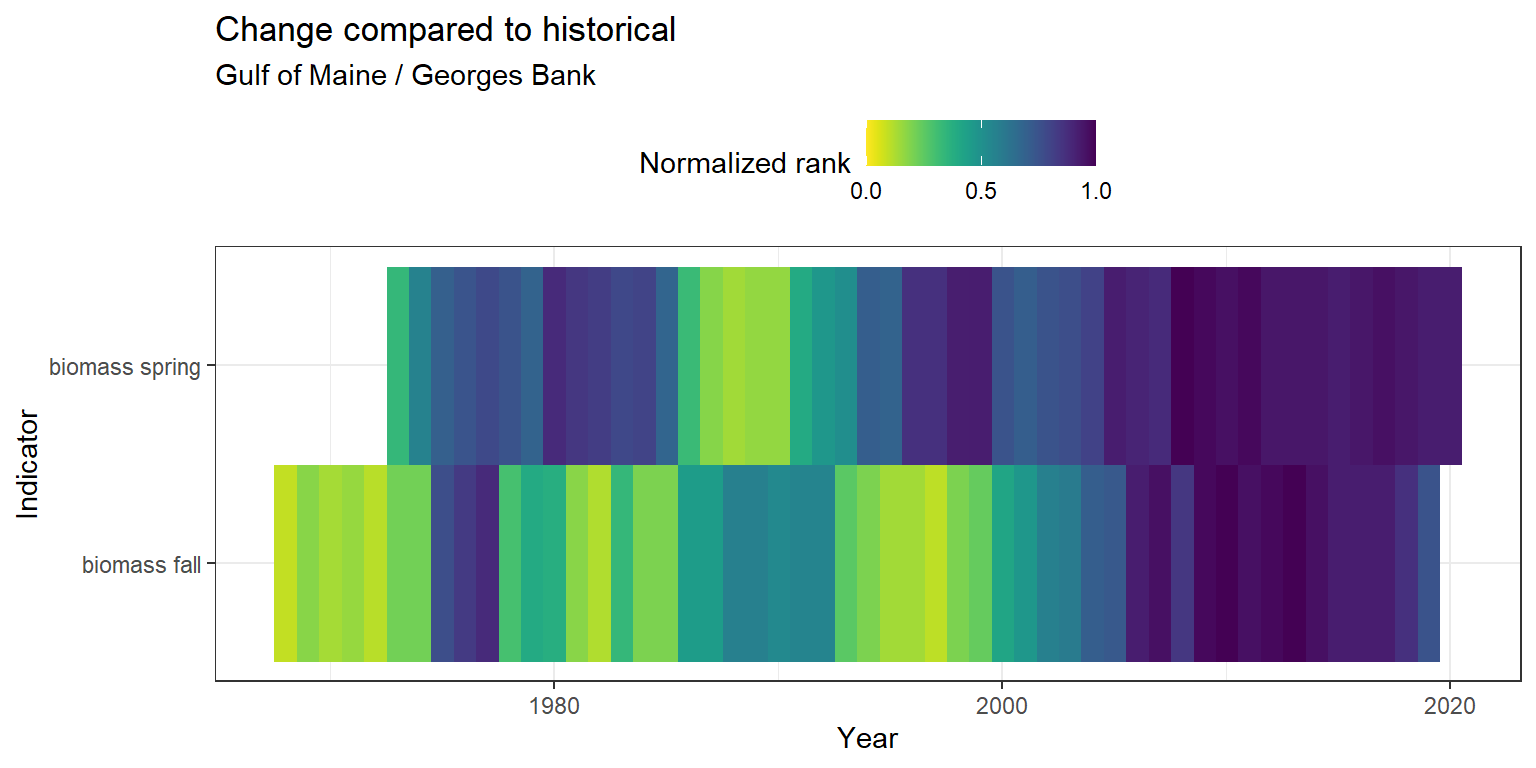 Change compared to historical
Gulf of Maine / Georges Bank
Normalized rank
0.0 0.5 1.0
Indicator
biomass spring
biomass fall
1980 2000 2020
Year